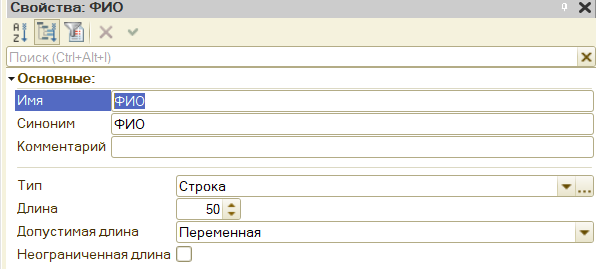 Свойства: ФИО
Поиск (Ctrl+Alt+I)
Основные:
Имя ФИО
Синоним ФИО
Комментарий
Тип Строка ...
Длина 50
Допустимая длина Переменная
Неограниченная длина